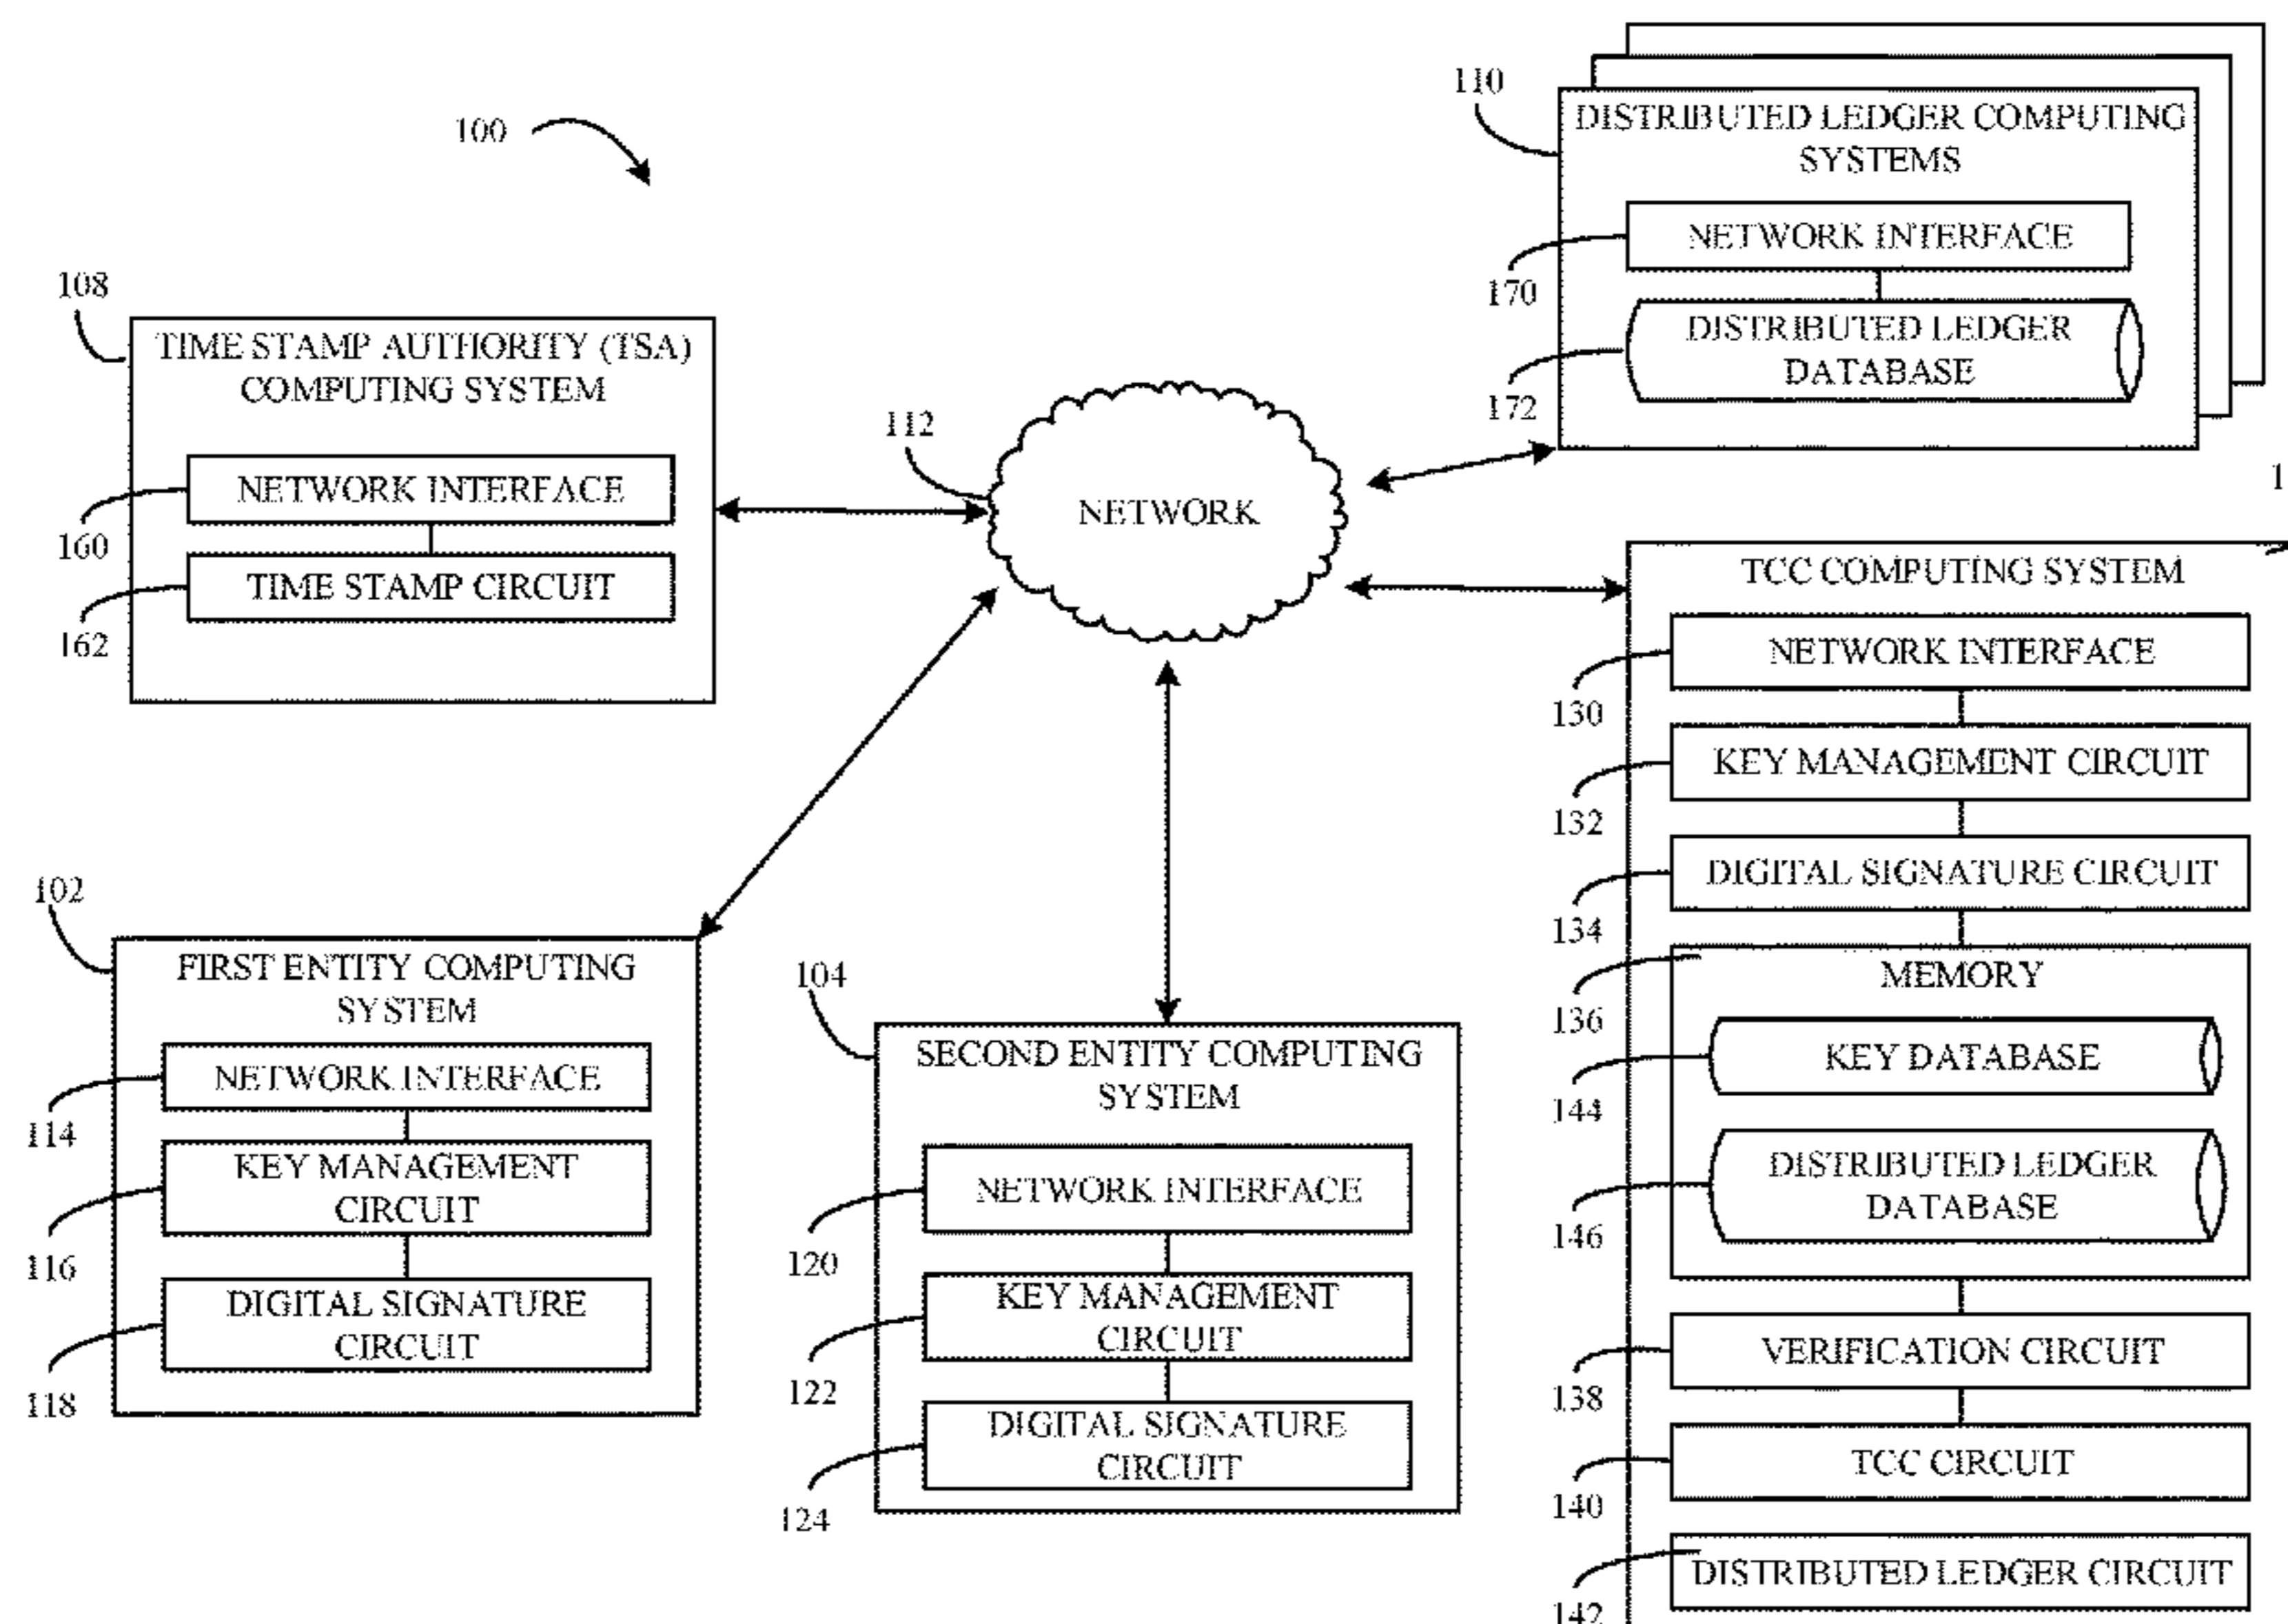 100
110
DISTRIBUTED LEDGER COMPUTING
SYSTEMS
NETWORK INTERFACE
170
DISTRIBUTED LEDGER
DATABASE
172
108
TIME STAMP AUTHORITY (TSA)
COMPUTING SYSTEM
NETWORK INTERFACE
160
TIME STAMP CIRCUIT
162
112
NETWORK
1
TCC COMPUTING SYSTEM
NETWORK INTERFACE
130
KEY MANAGEMENT CIRCUIT
132
DIGITAL SIGNATURE CIRCUIT
134
MEMORY
136
KEY DATABASE
144
DISTRIBUTED LEDGER
DATABASE
146
VERIFICATION CIRCUIT
138
TCC CIRCUIT
140
DISTRIBUTED LEDGER CIRCUIT
142
102
FIRST ENTITY COMPUTING
SYSTEM
NETWORK INTERFACE
114
KEY MANAGEMENT
CIRCUIT
116
DIGITAL SIGNATURE
CIRCUIT
118
104
SECOND ENTITY COMPUTING
SYSTEM
NETWORK INTERFACE
120
KEY MANAGEMENT
CIRCUIT
122
DIGITAL SIGNATURE
CIRCUIT
124